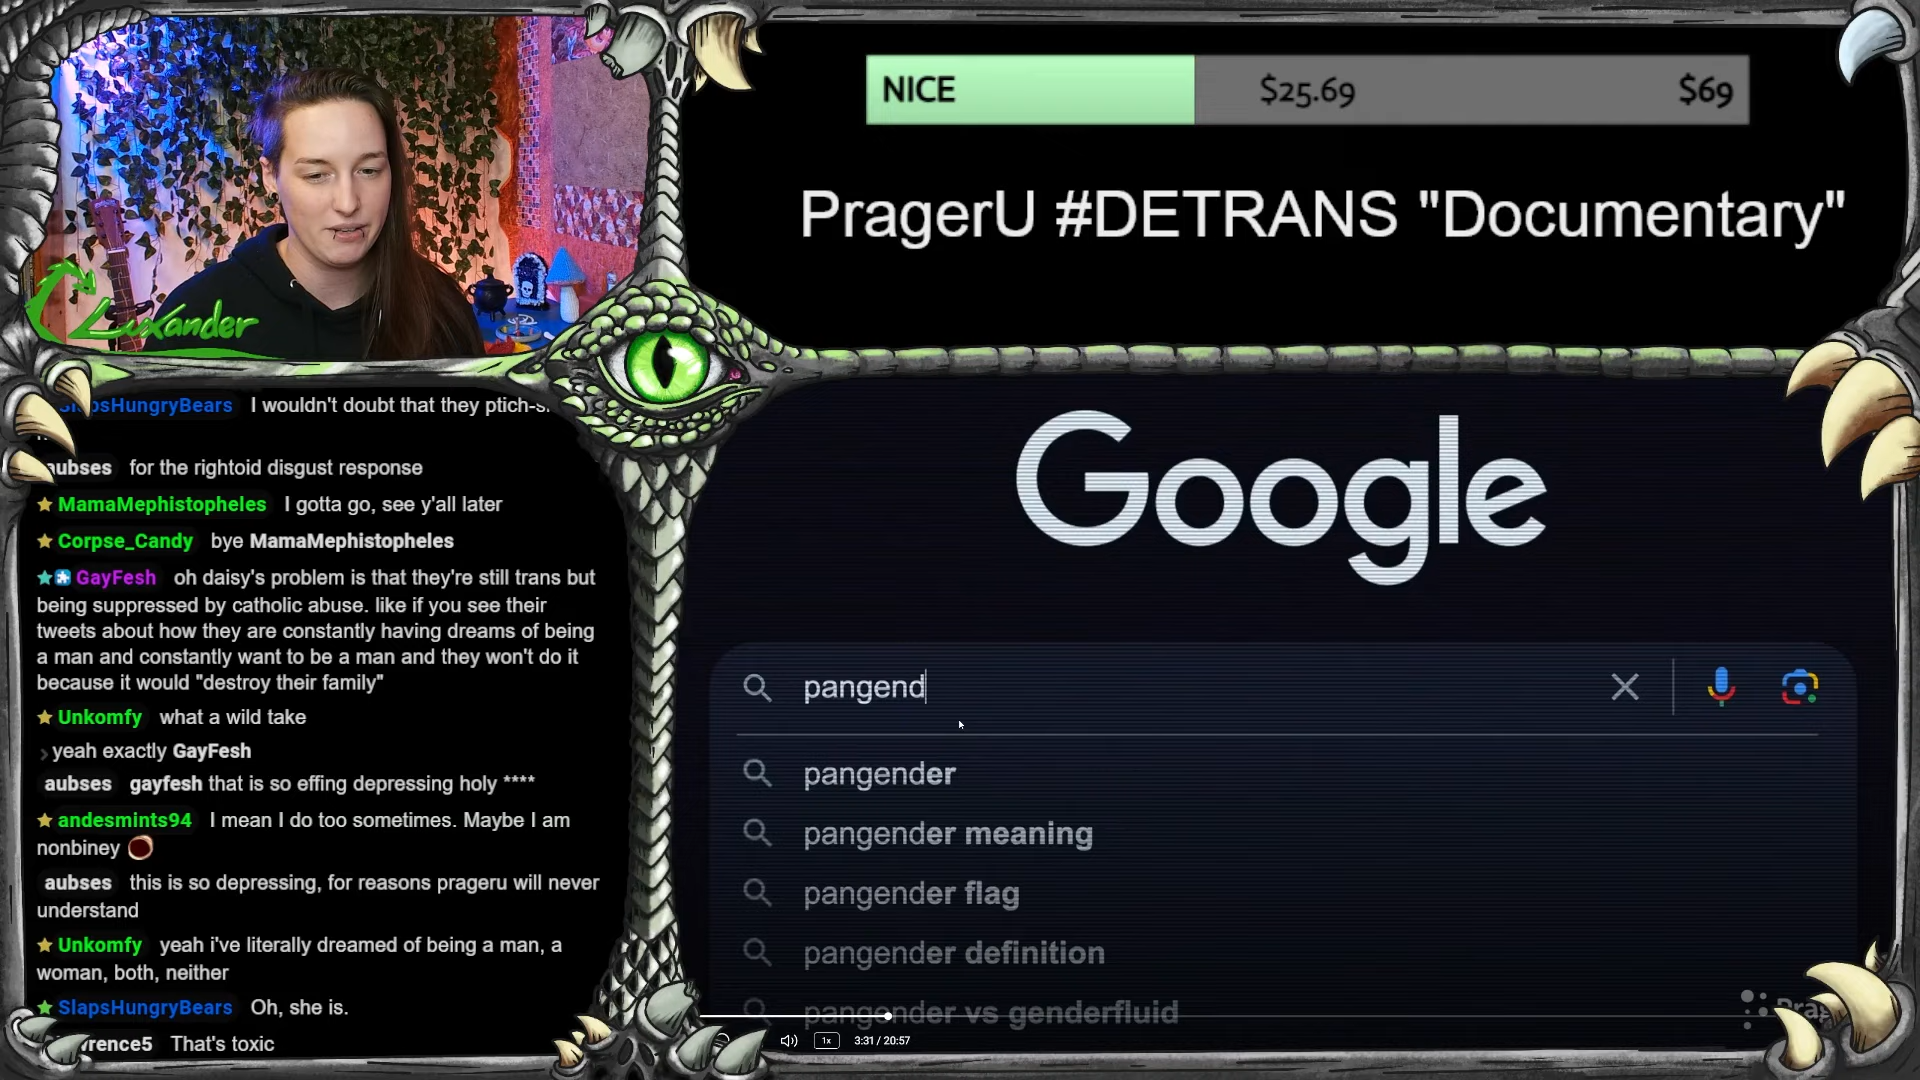 NICE $25.69 $69
PragerU #DETRANS "Documentary"
Luxander
SlapsHungryBears I wouldn't doubt that they ptich-s
aubses for the rightoid disgust response
MamaMephistopheles I gotta go, see y'all later
Corpse_Candy bye MamaMephistopheles
GayFesh oh daisy's problem is that they're still trans but
being suppressed by catholic abuse. like if you see their
tweets about how they are constantly having dreams of being
a man and constantly want to be a man and they won't do it
because it would "destroy their family"
Unkomfy what a wild take
yeah exactly GayFesh
aubses gayfesh that is so effing depressing holy ****
andesmints94 I mean I do too sometimes. Maybe I am
nonbiney
aubses this is so depressing, for reasons prageru will never
understand
Unkomfy yeah i've literally dreamed of being a man, a
woman, both, neither
SlapsHungryBears Oh, she is.
rence5 That's toxic
Google
pangend
pangender
pangender meaning
pangender flag
pangender definition
pangender vs genderfluid
Prag
1x 3:31 / 20:57